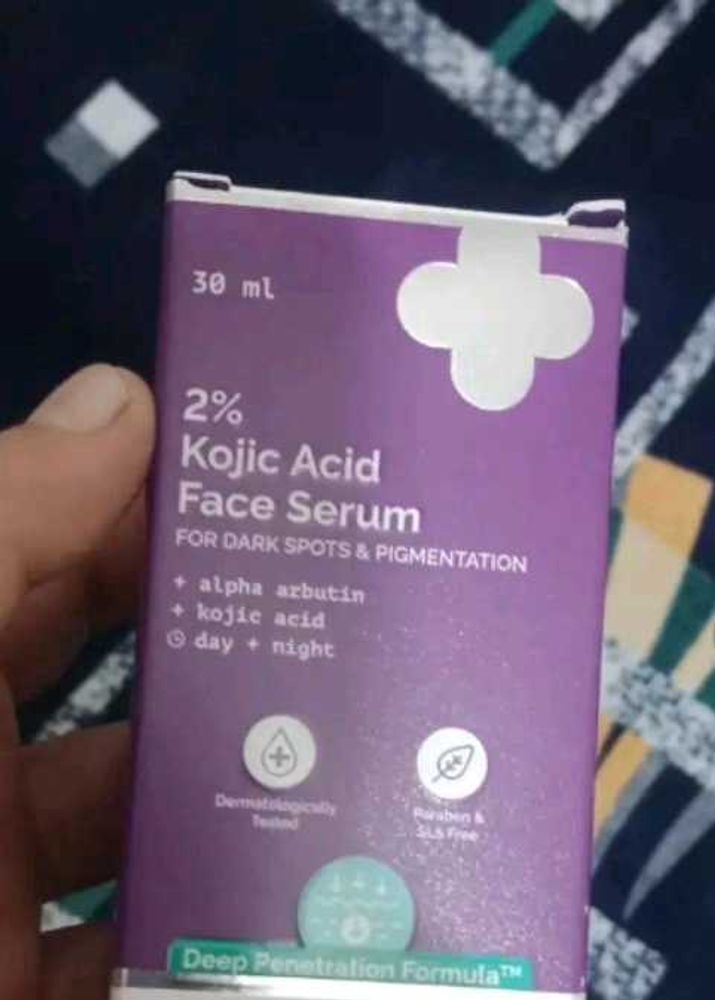 30 ml
2%
Kojic Acid
Face Serum
FOR DARK SPOTS & PIGMENTATION
+ alpha arbutin
+ kojic acid
day + night
Dermatologically
Tested
Paraben &
SLS Free
Deep Penetration Formula™